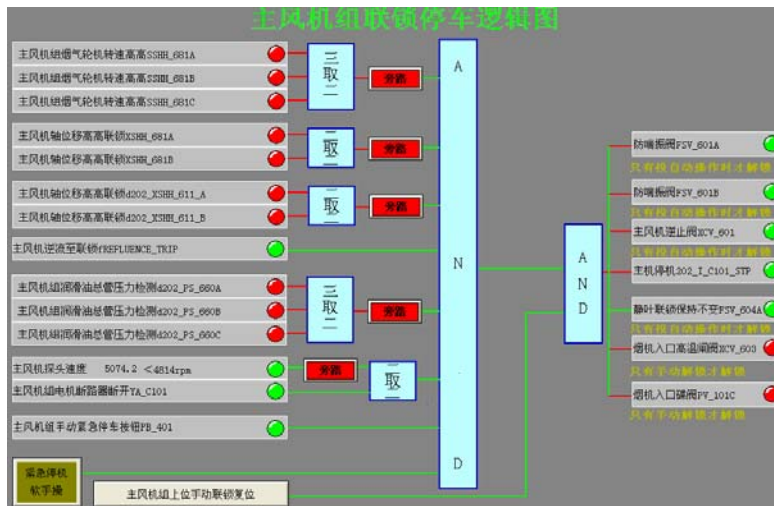 主风机组联锁停车逻辑图
主风机组烟气轮机转速高高SSHH_681A
主风机组烟气轮机转速高高SSHH_681B
主风机组烟气轮机转速高高SSHH_681C
三取二
旁路
主风机轴位移高高联锁XSHH_681A
主风机轴位移高高联锁XSHH_681B
二取二
旁路
主风机轴位移高高联锁d202_XSHH_611_A
主风机轴位移高高联锁d202_XSHH_611_B
二取二
旁路
主风机逆流至联锁fREFLUENCE_TRIP
主风机组润滑油总管压力检测d202_PS_660A
主风机组润滑油总管压力检测d202_PS_660B
主风机组润滑油总管压力检测d202_PS_660C
三取二
旁路
主风机探头速度 5074.2 <4814rpm
旁路
主风机组电机断路器断开YA_C101
二取二
主风机组手动紧急停车按钮PB_401
紧急停机
软手操
主风机组上位手动联锁复位
AND
AND
防喘振阀FSV_601A
只有投自动操作时才解锁
防喘振阀FSV_601B
只有投自动操作时才解锁
主风机逆止阀XCV_601
只有投自动操作时才解锁
主机停机202_I_C101_STP
静叶联锁保持不变FSV_604A
只有投自动操作时才解锁
烟机入口高温闸阀XCV_603
只有手动解锁才解锁
烟机入口碟阀PV_101C
只有手动解锁才解锁